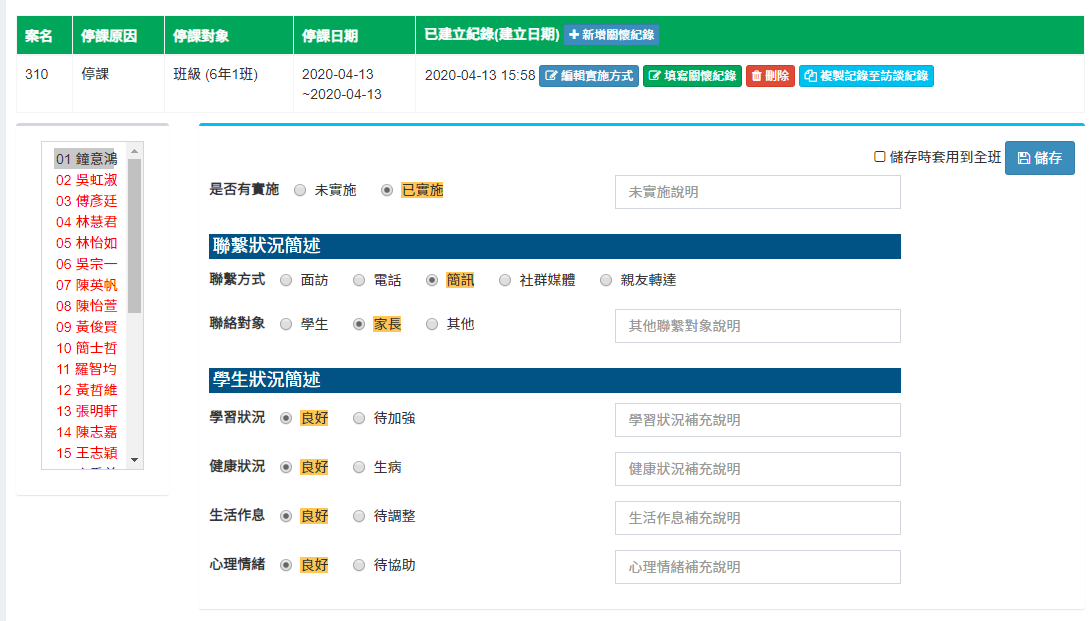 案名 停課原因 停課對象 停課日期 已建立紀錄(建立日期) 新增關懷紀錄
310 停課 班級 (6年1班) 2020-04-13 2020-04-13 15:58 編輯實施方式 填寫關懷紀錄 刪除 複製記錄至訪談紀錄
~2020-04-13
01 鐘意鴻
02 吳虹淑
03 傅彥廷
04 林慧君
05 林怡如
06 吳宗一
07 陳英帆
08 陳怡萱
09 黃俊賢
10 簡士哲
11 羅智均
12 黃哲維
13 張明軒
14 陳志嘉
15 王志穎
儲存時套用到全班 儲存
是否有實施 未實施 已實施 未實施說明
聯繫狀況簡述
聯繫方式 面訪 電話 簡訊 社群媒體 親友轉達
聯絡對象 學生 家長 其他 其他聯繫對象說明
學生狀況簡述
學習狀況 良好 待加強 學習狀況補充說明
健康狀況 良好 生病 健康狀況補充說明
生活作息 良好 待調整 生活作息補充說明
心理情緒 良好 待協助 心理情緒補充說明